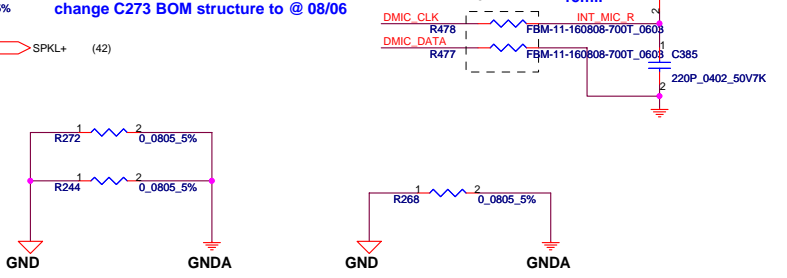 change C273 BOM structure to @ 08/06
SPKL+ (42)
DMIC_CLK
R478
INT_MIC_R
FBM-11-160808-700T_0603
DMIC_DATA
R477
FBM-11-160808-700T_0603
2
1
C385
220P_0402_50V7K
2
R272 1 2 0_0805_5%
R244 1 2 0_0805_5%
R268 1 2 0_0805_5%
GND
GNDA
GND
GNDA